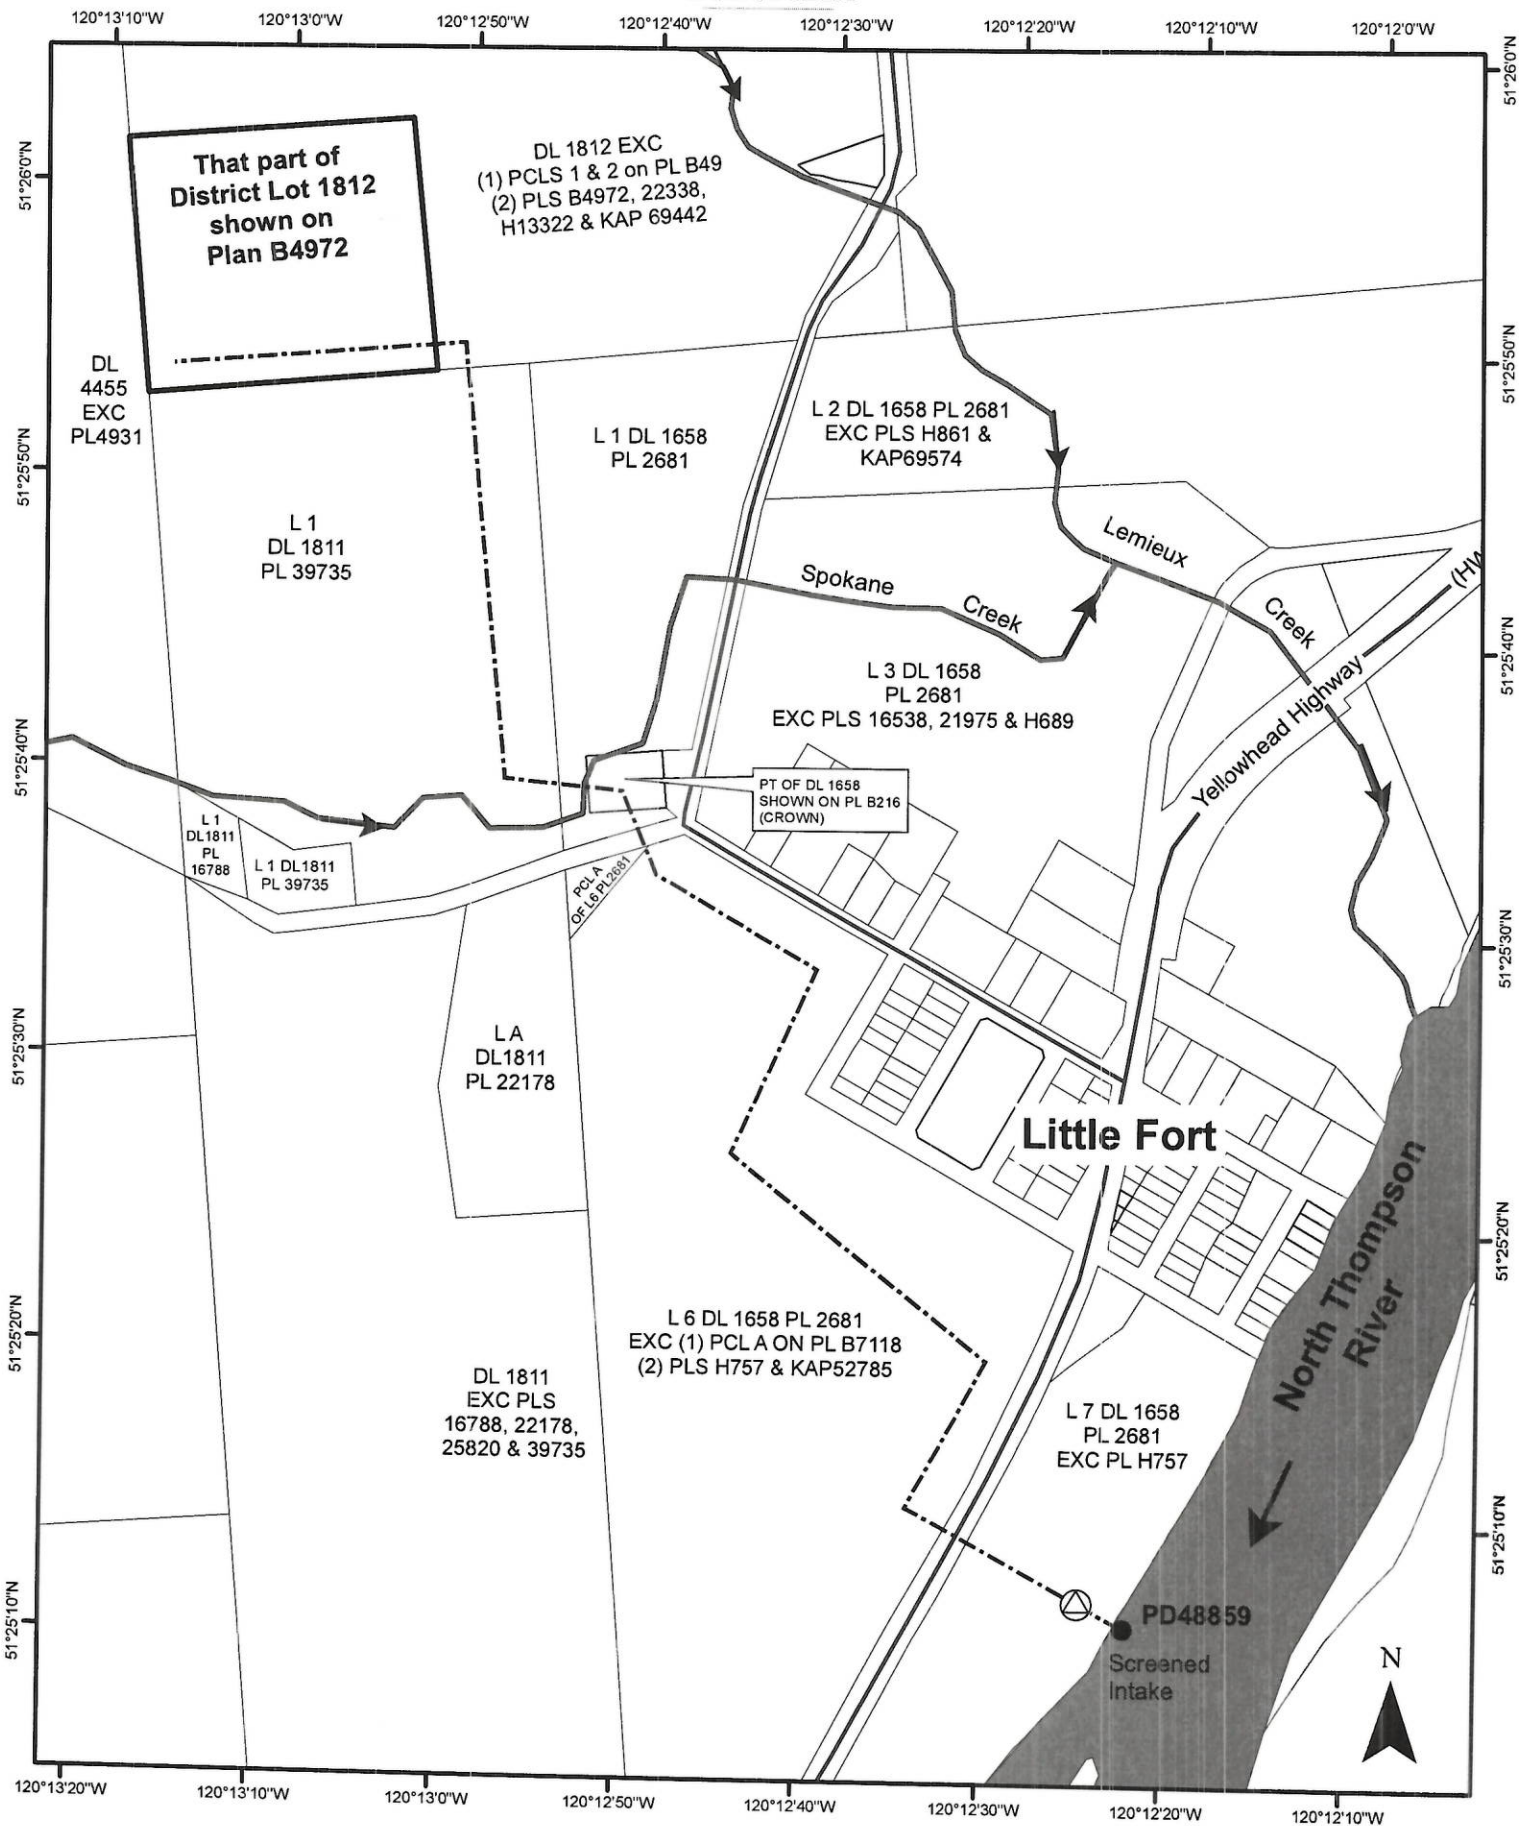 120°13'10"W
120°13'0"W
120°12'50"W
120°12'40"W
120°12'30"W
120°12'20"W
120°12'10"W
120°12'0"W
51°26'0"N
51°25'50"N
51°25'40"N
51°25'30"N
51°25'20"N
51°25'10"N
51°26'0"N
51°25'50"N
51°25'40"N
51°25'30"N
51°25'20"N
51°25'10"N
That part of
District Lot 1812
shown on
Plan B4972
DL 1812 EXC
(1) PCLS 1 & 2 on PL B49
(2) PLS B4972, 22338,
H13322 & KAP 69442
DL
4455
EXC
PL4931
L 1 DL 1658
PL 2681
L 2 DL 1658 PL 2681
EXC PLS H861 &
KAP69574
L 1
DL 1811
PL 39735
Lemieux
Creek
Spokane
Creek
(HW
Yellowhead Highway
L 3 DL 1658
PL 2681
EXC PLS 16538, 21975 & H689
PT OF DL 1658
SHOWN ON PL B216
(CROWN)
L 1
DL1811
PL
16788
L 1 DL1811
PL 39735
PCL A
OF L6 PL2681
L A
DL1811
PL 22178
Little Fort
North Thompson
River
L 6 DL 1658 PL 2681
EXC (1) PCL A ON PL B7118
(2) PLS H757 & KAP52785
DL 1811
EXC PLS
16788, 22178,
25820 & 39735
L 7 DL 1658
PL 2681
EXC PL H757
PD48859
Screened
Intake
N
120°13'20"W
120°13'10"W
120°13'0"W
120°12'50"W
120°12'40"W
120°12'30"W
120°12'20"W
120°12'10"W